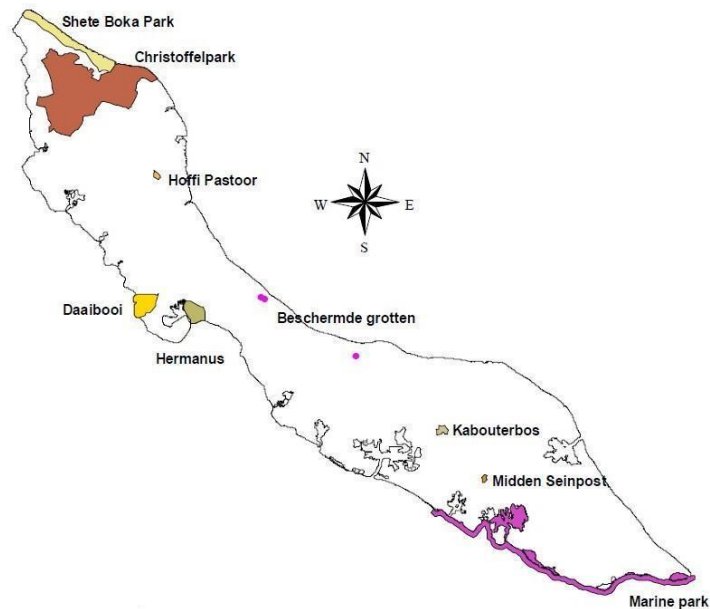 Shete Boka Park
Christoffelpark
Hoffi Pastoor
N
W E
S
Daaibooi
Beschermde grotten
Hermanus
Kabouterbos
Midden Seinpost
Marine park